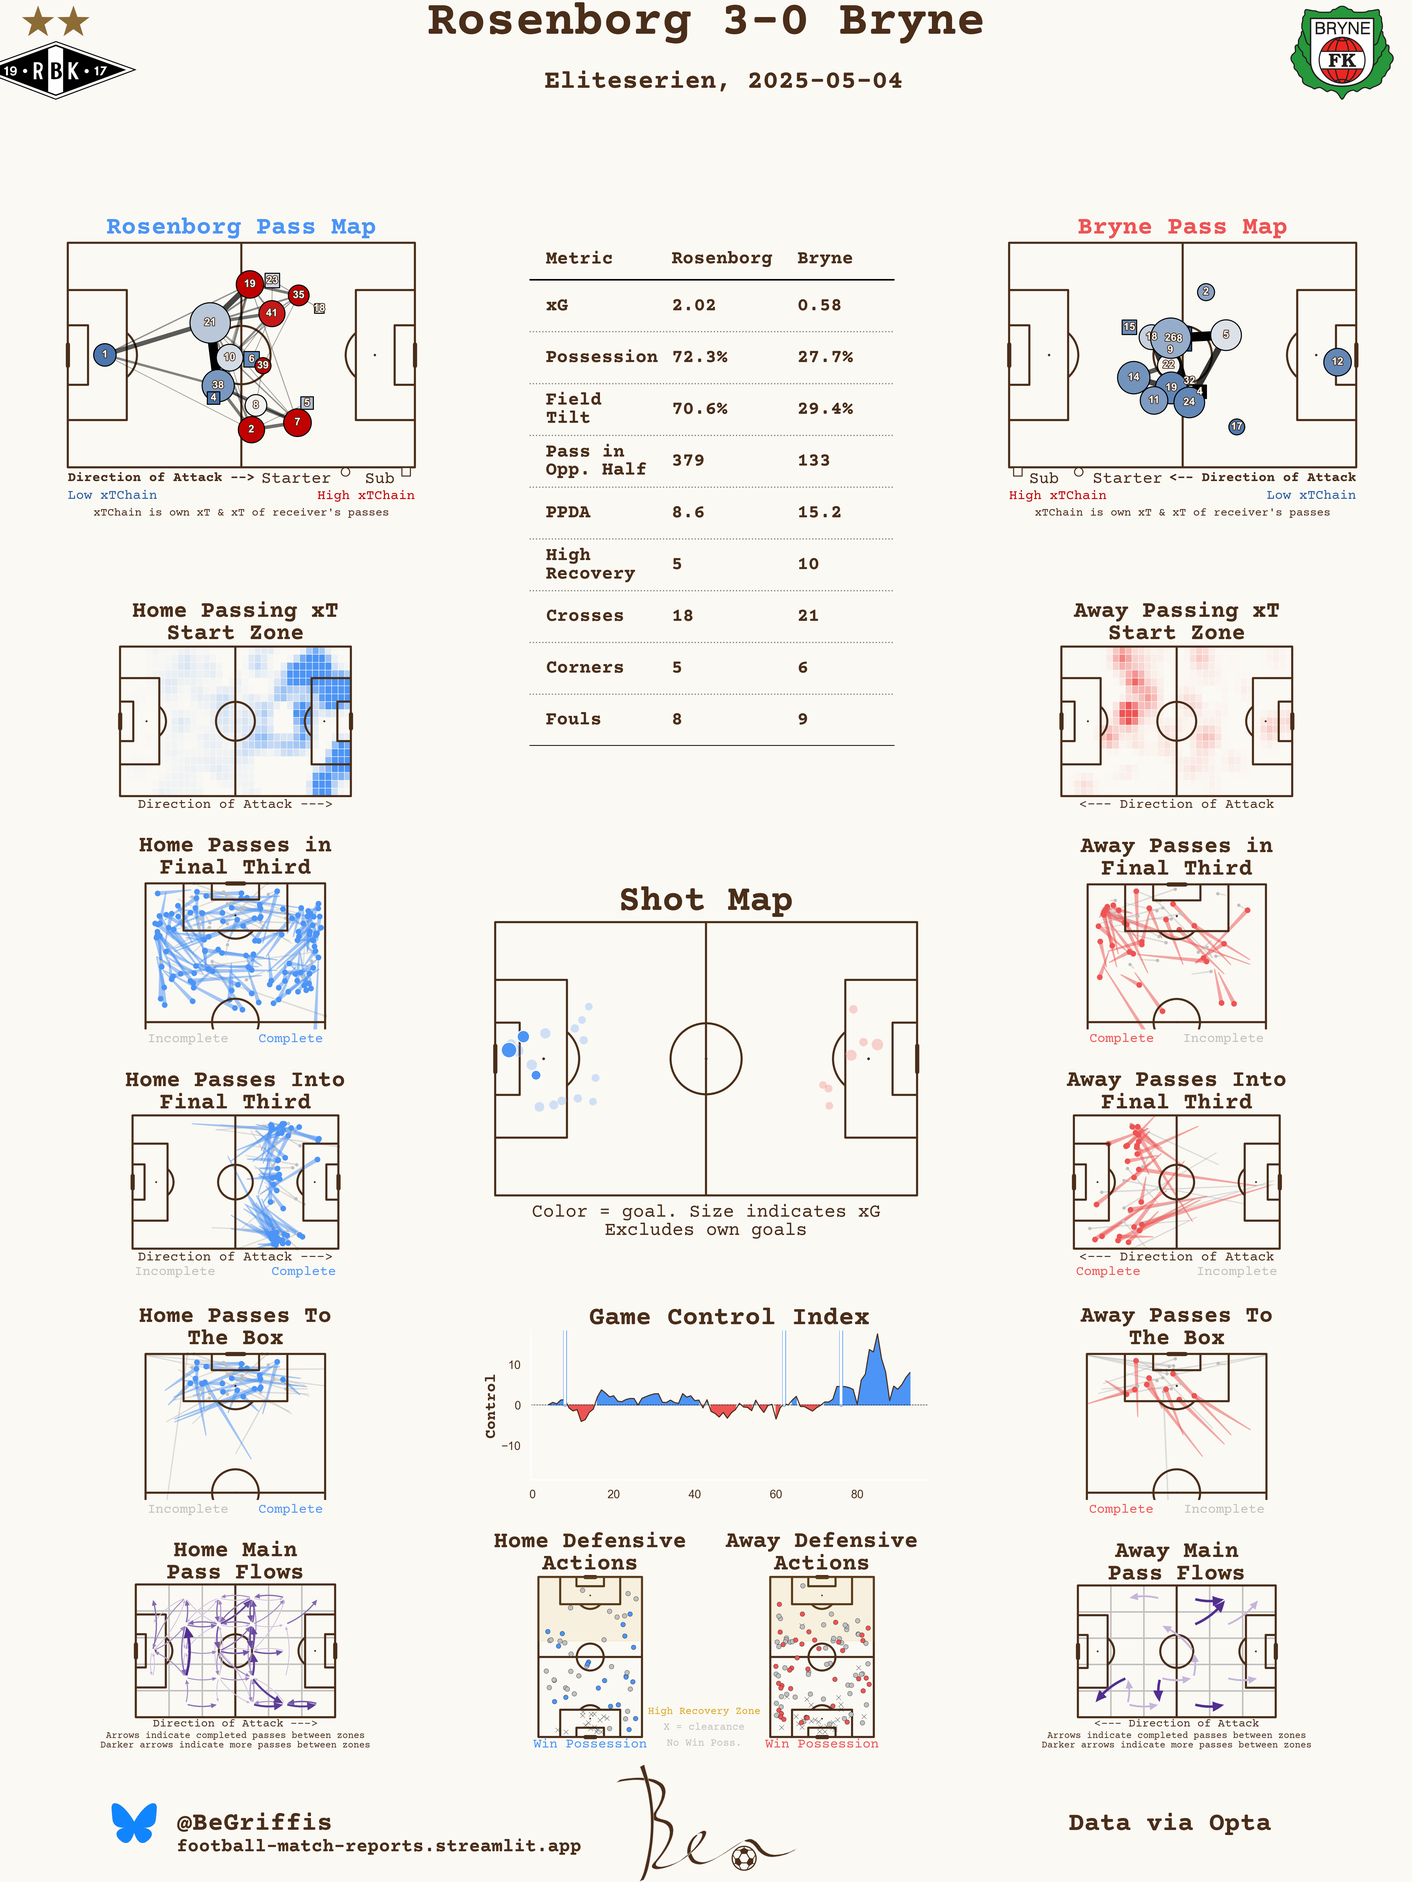 Rosenborg 3-0 Bryne
Eliteserien, 2025-05-04
19 • RBK • 17
BRYNE
FK
Rosenborg Pass Map
1
21
19
23
35
18
41
10
6
39
38
4
8
5
2
7
Direction of Attack --> Starter Sub
Low xTChain High xTChain
xTChain is own xT & xT of receiver's passes
Metric Rosenborg Bryne
xG 2.02 0.58
Possession 72.3% 27.7%
Field
Tilt 70.6% 29.4%
Pass in
Opp. Half 379 133
PPDA 8.6 15.2
High
Recovery 5 10
Crosses 18 21
Corners 5 6
Fouls 8 9
Bryne Pass Map
2
15
18
5
9
22
12
14
19
32
4
11
24
17
Sub Starter <-- Direction of Attack
High xTChain Low xTChain
xTChain is own xT & xT of receiver's passes
Home Passing xT
Start Zone
Direction of Attack --->
Away Passing xT
Start Zone
<--- Direction of Attack
Home Passes in
Final Third
Incomplete Complete
Away Passes in
Final Third
Complete Incomplete
Shot Map
Color = goal. Size indicates xG
Excludes own goals
Home Passes Into
Final Third
Direction of Attack --->
Incomplete Complete
Away Passes Into
Final Third
<--- Direction of Attack
Complete Incomplete
Home Passes To
The Box
Incomplete Complete
Game Control Index
Control
10
0
−10
0 20 40 60 80
Away Passes To
The Box
Complete Incomplete
Home Main
Pass Flows
Direction of Attack --->
Arrows indicate completed passes between zones
Darker arrows indicate more passes between zones
Home Defensive
Actions
Win Possession
Away Defensive
Actions
Win Possession
High Recovery Zone
X = clearance
No Win Poss.
Away Main
Pass Flows
<--- Direction of Attack
Arrows indicate completed passes between zones
Darker arrows indicate more passes between zones
@BeGriffis
football-match-reports.streamlit.app
Ben
Data via Opta